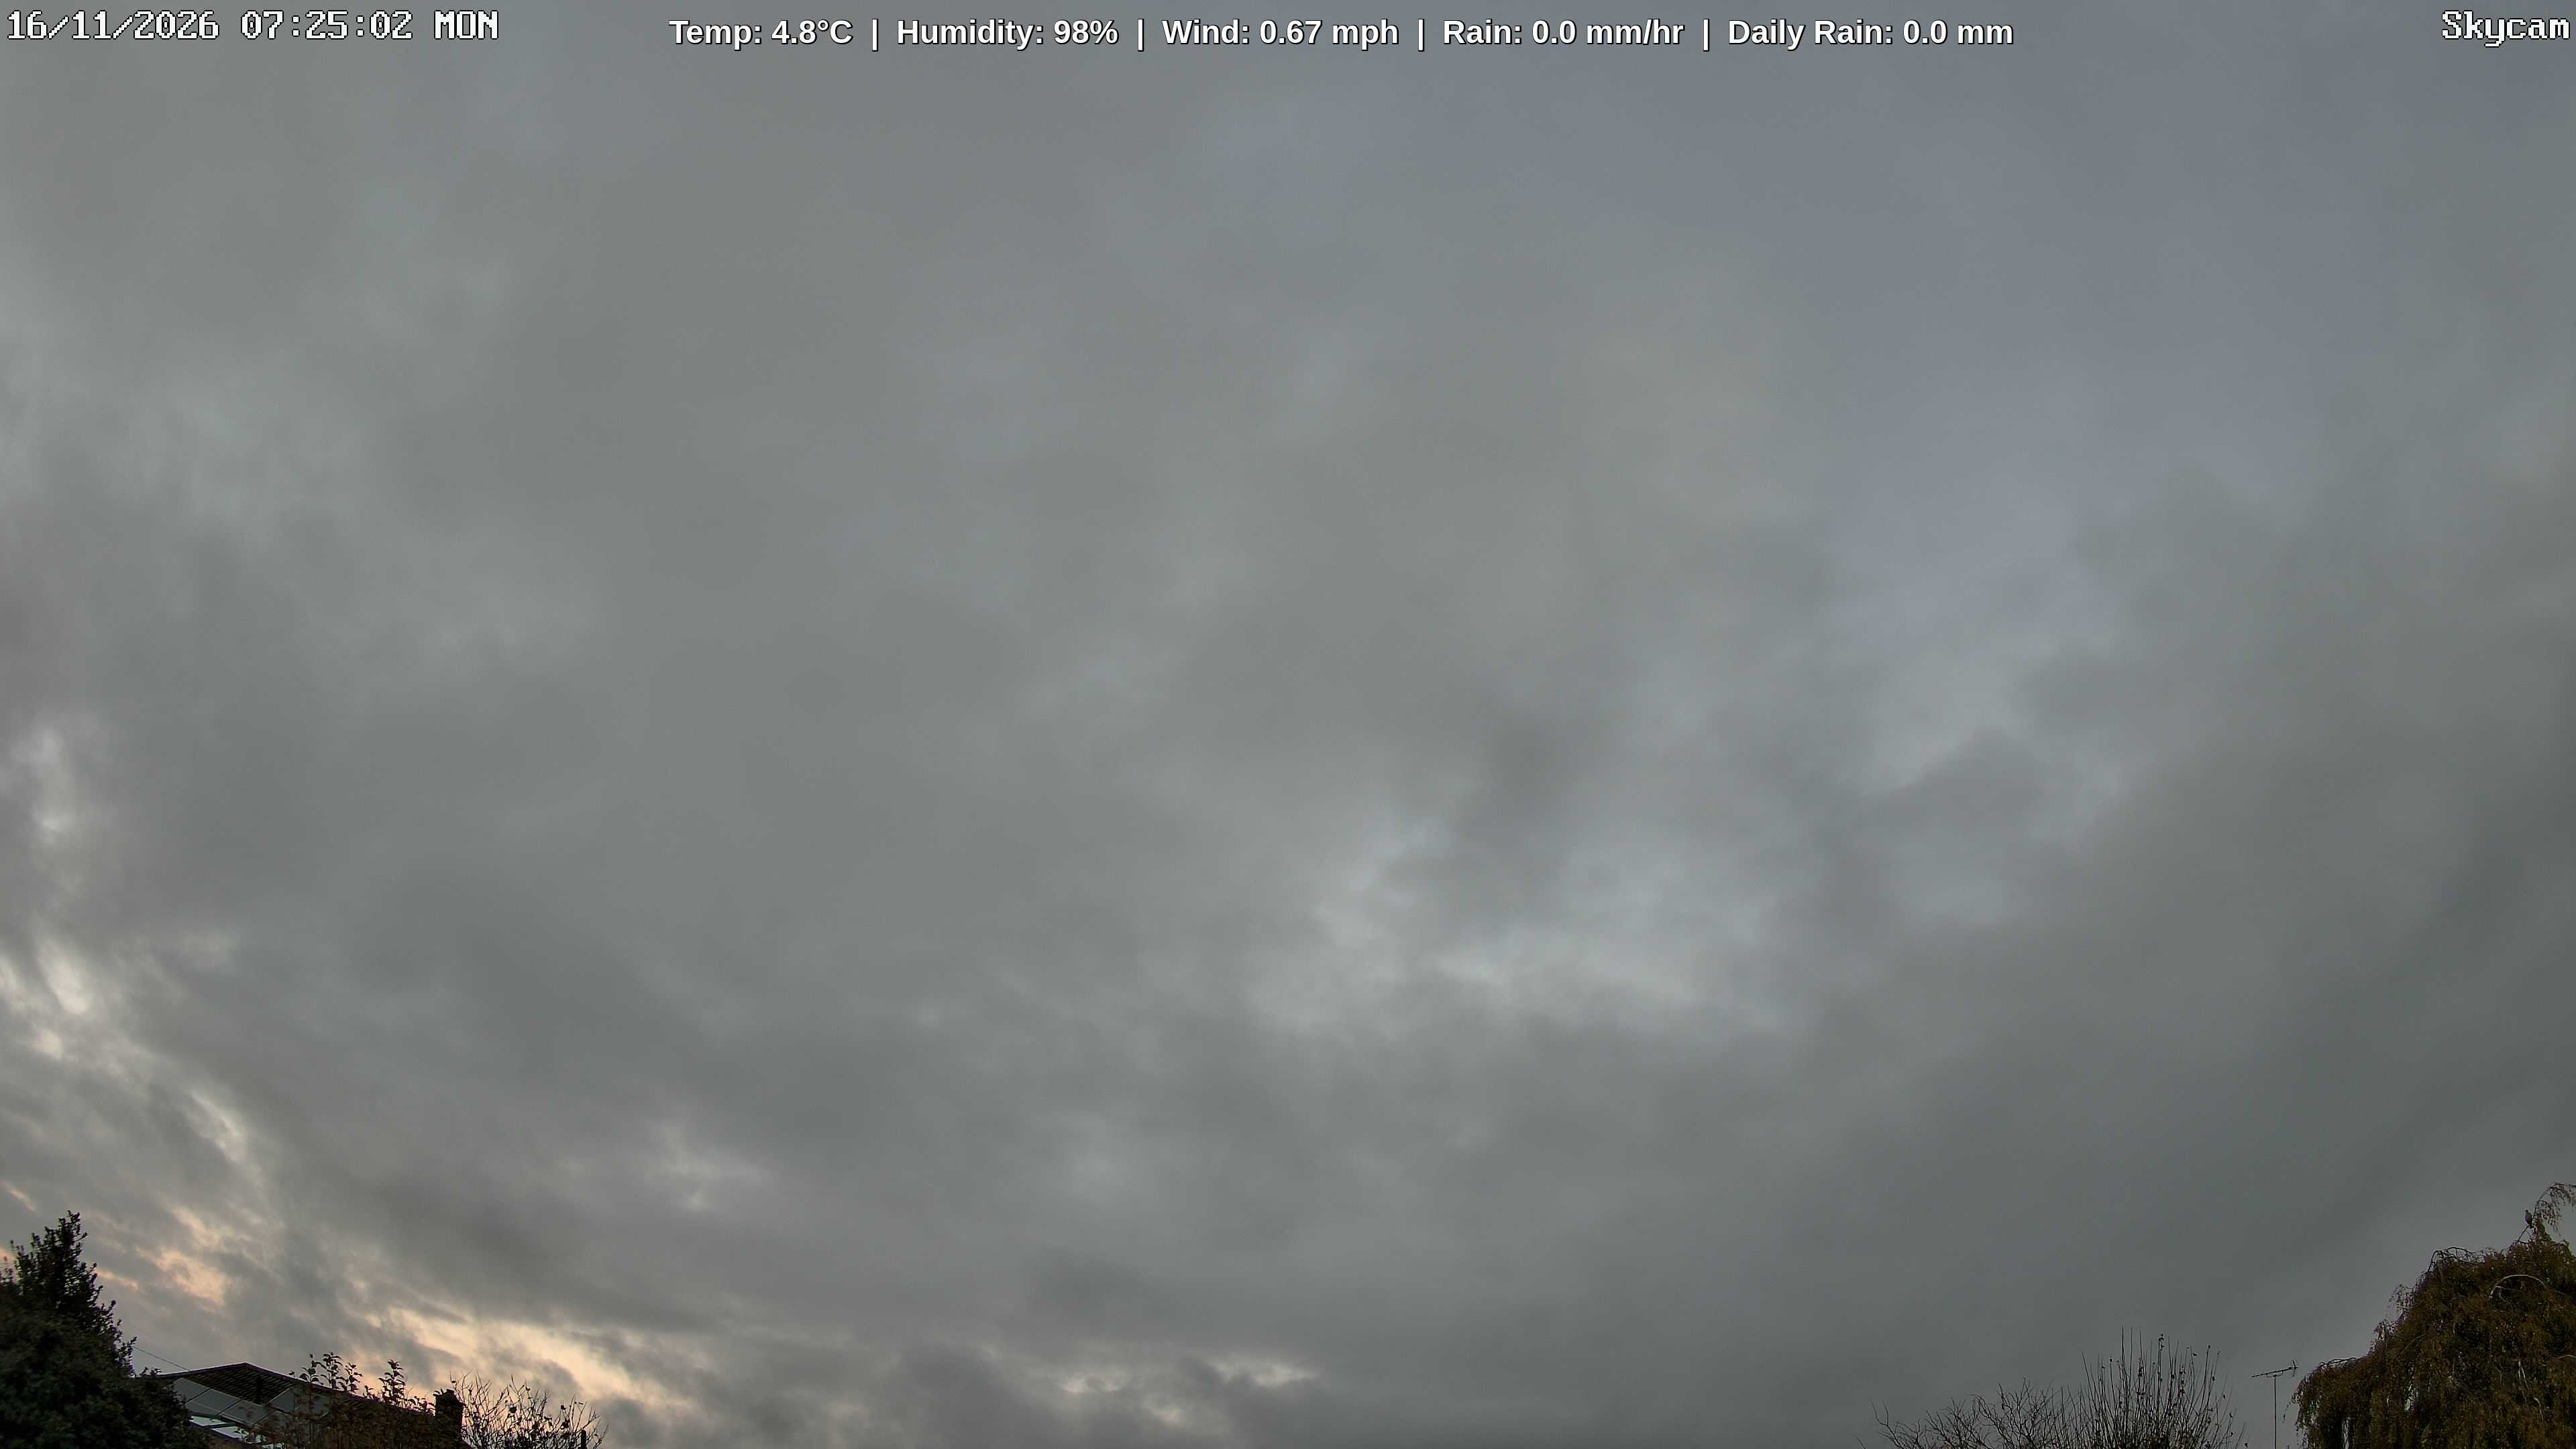 16/11/2026 07:25:02 MON
Temp: 4.8°C | Humidity: 98% | Wind: 0.67 mph | Rain: 0.0 mm/hr | Daily Rain: 0.0 mm
Skycam